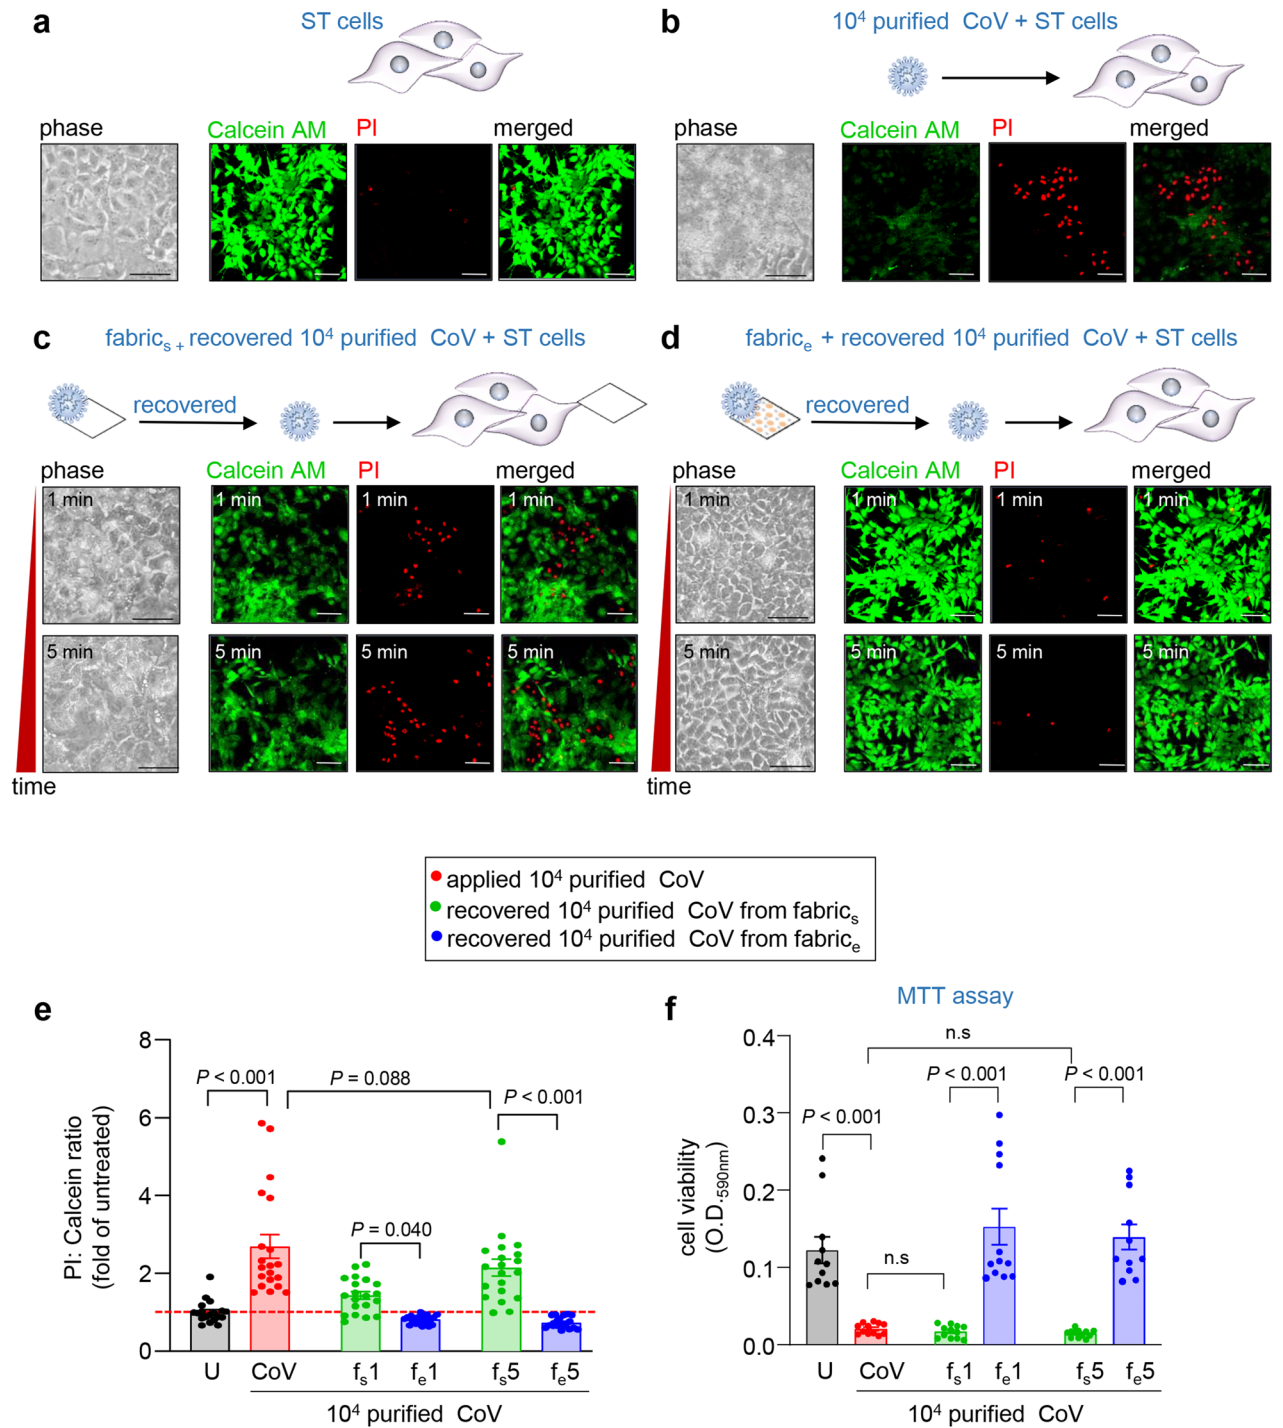 a
ST cells
phase
Calcein AM
PI
merged
b
10⁴ purified CoV + ST cells
phase
Calcein AM
PI
merged
c
fabricₛ ₊ recovered 10⁴ purified CoV + ST cells
recovered
phase
Calcein AM
PI
merged
1 min
1 min
1 min
1 min
5 min
5 min
5 min
5 min
time
d
fabricₑ + recovered 10⁴ purified CoV + ST cells
recovered
phase
Calcein AM
PI
merged
1 min
1 min
1 min
1 min
5 min
5 min
5 min
5 min
time
applied 10⁴ purified CoV
recovered 10⁴ purified CoV from fabricₛ
recovered 10⁴ purified CoV from fabricₑ
e
PI: Calcein ratio
(fold of untreated)
8
6
4
2
0
P < 0.001
P = 0.088
P < 0.001
P = 0.040
U
CoV
fₛ1
fₑ1
fₛ5
fₑ5
10⁴ purified CoV
f
MTT assay
cell viability
(O.D.₅₉₀ₙₘ)
0.4
0.3
0.2
0.1
0.0
n.s
P < 0.001
P < 0.001
P < 0.001
n.s
U
CoV
fₛ1
fₑ1
fₛ5
fₑ5
10⁴ purified CoV